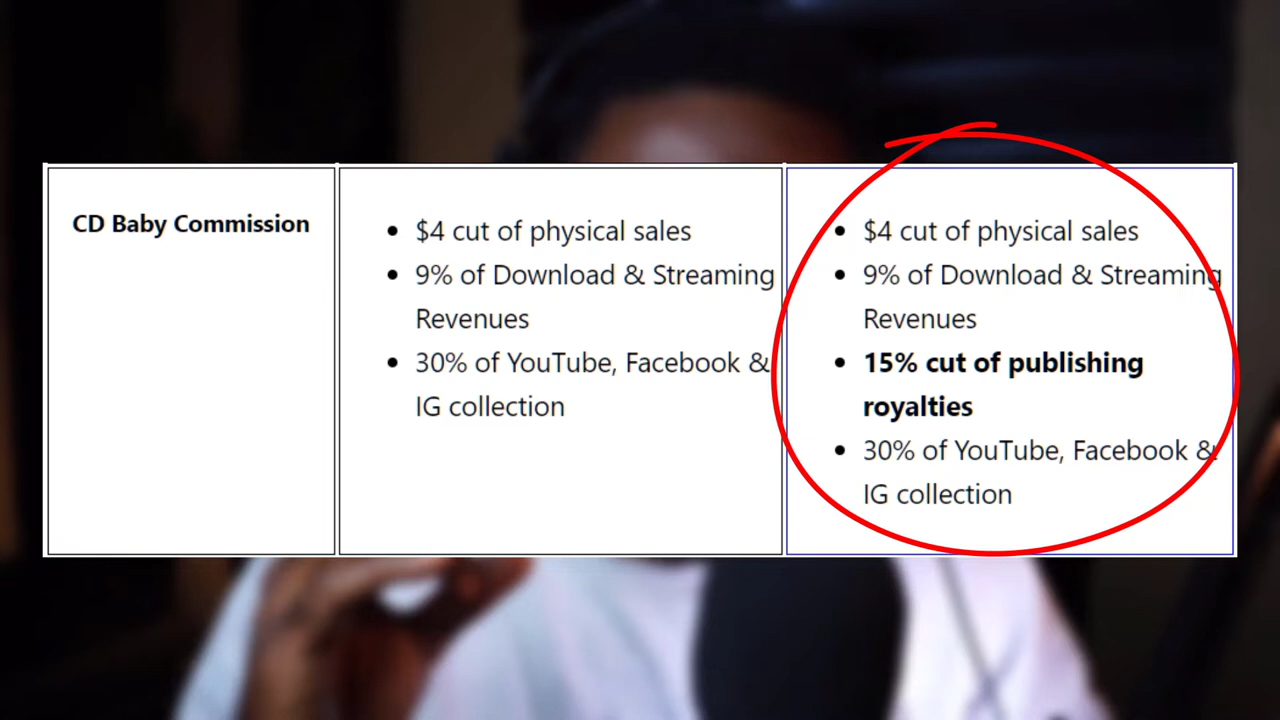 CD Baby Commission
• $4 cut of physical sales
• 9% of Download & Streaming
Revenues
• 30% of YouTube, Facebook &
IG collection
• $4 cut of physical sales
• 9% of Download & Streaming
Revenues
• 15% cut of publishing
royalties
• 30% of YouTube, Facebook &
IG collection